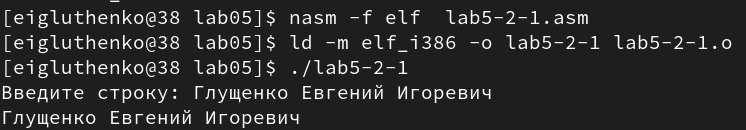 [eigluthenko@38 lab05]$ nasm -f elf  lab5-2-1.asm
[eigluthenko@38 lab05]$ ld -m elf_i386 -o lab5-2-1 lab5-2-1.o
[eigluthenko@38 lab05]$ ./lab5-2-1
Введите строку: Глущенко Евгений Игоревич
Глущенко Евгений Игоревич